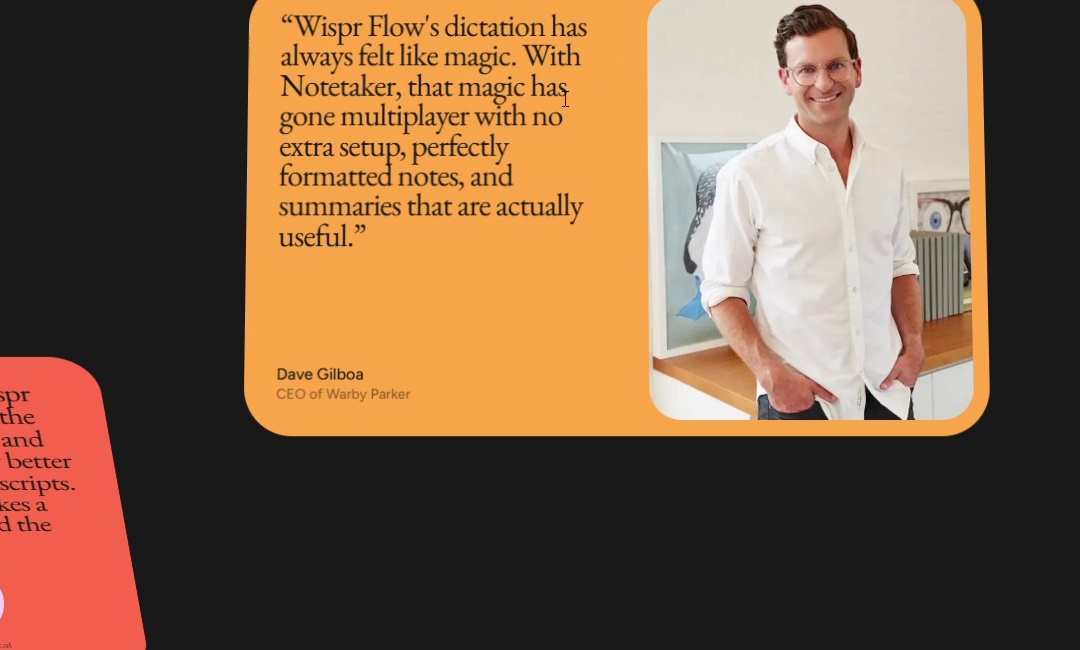 “Wispr Flow's dictation has
always felt like magic. With
Notetaker, that magic has
gone multiplayer with no
extra setup, perfectly
formatted notes, and
summaries that are actually
useful.”
Dave Gilboa
CEO of Warby Parker
spr
the
and
better
scripts.
kes a
d the